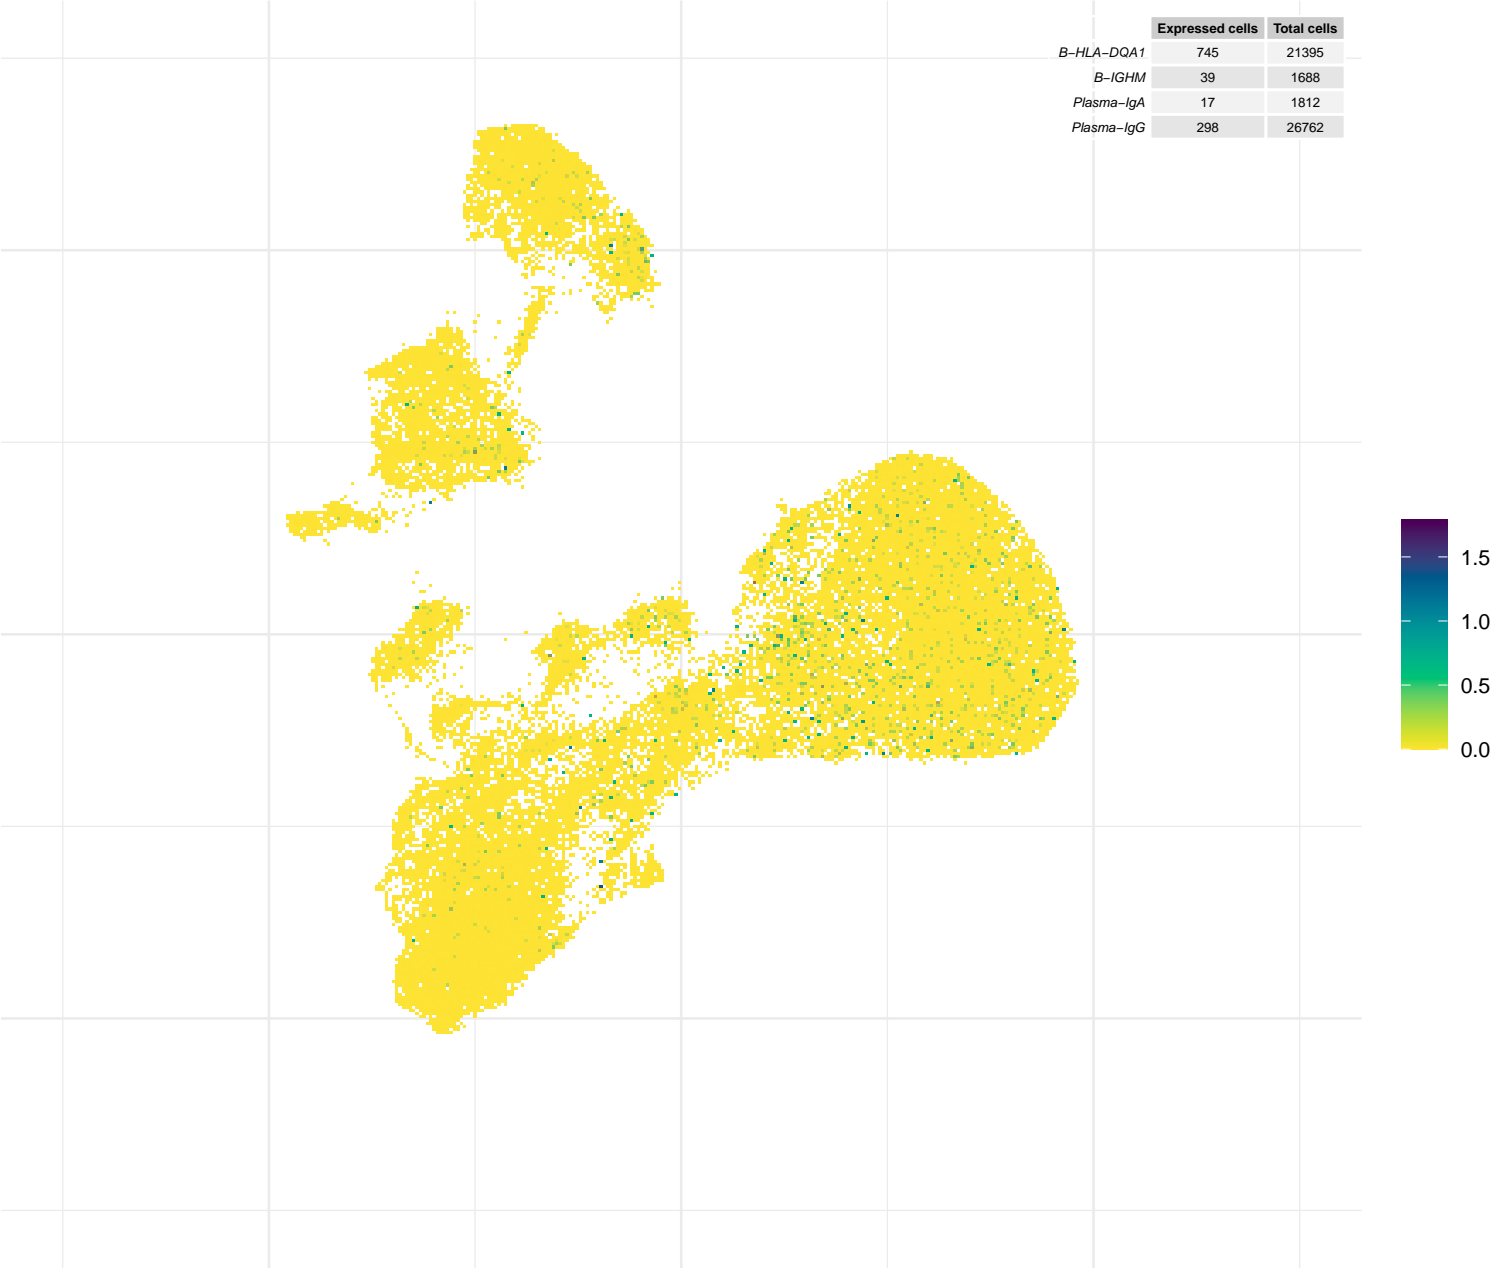 Expressed cells Total cells
B−HLA−DQA1 745 21395
B−IGHM 39 1688
Plasma−IgA 17 1812
Plasma−IgG 298 26762
1.5
1.0
0.5
0.0